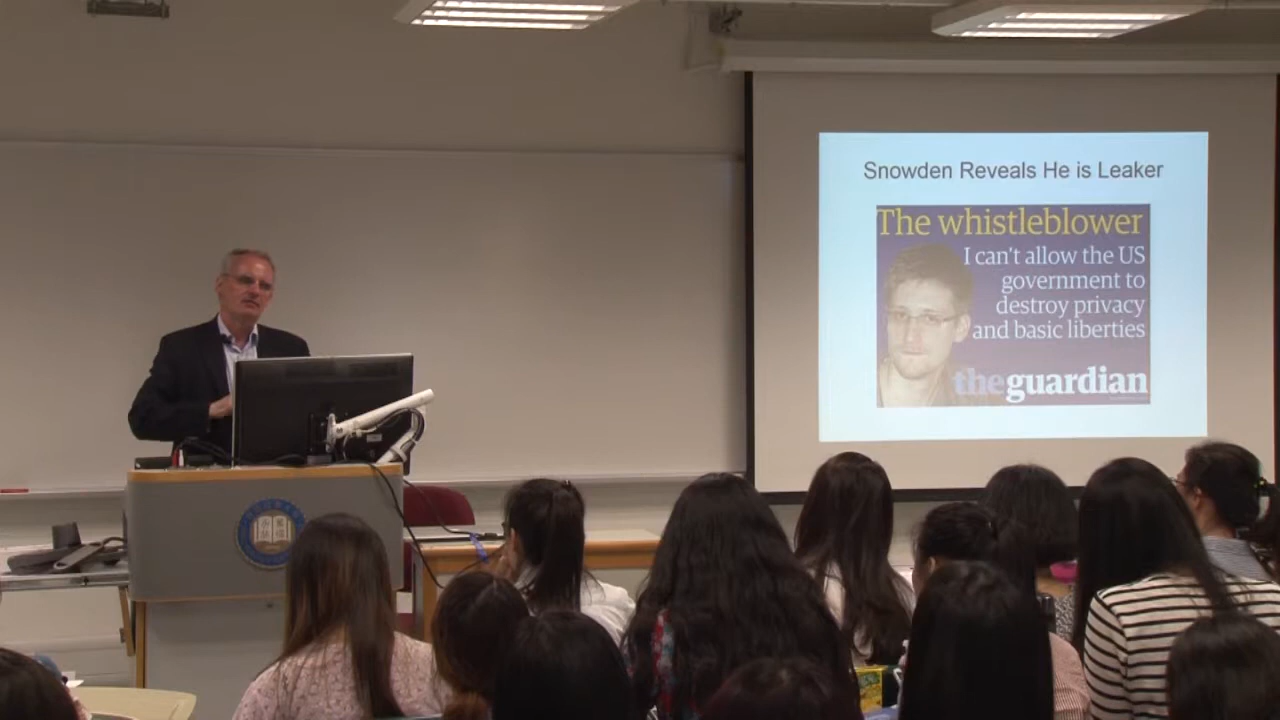 Snowden Reveals He is Leaker
The whistleblower
I can't allow the US
government to
destroy privacy
and basic liberties
theguardian